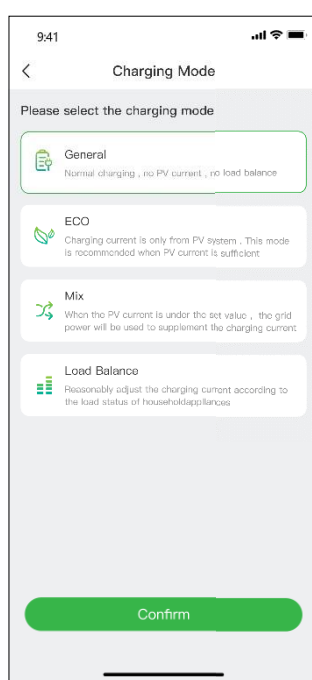 9:41
Charging Mode
Please select the charging mode
General
Normal charging , no PV current , no load balance
ECO
Charging current is only from PV system . This mode
is recommended when PV current is sufficient
Mix
When the PV current is under the set value , the grid
power will be used to supplement the charging current
Load Balance
Reasonably adjust the charging current according to
the load status of householdappliances
Confirm